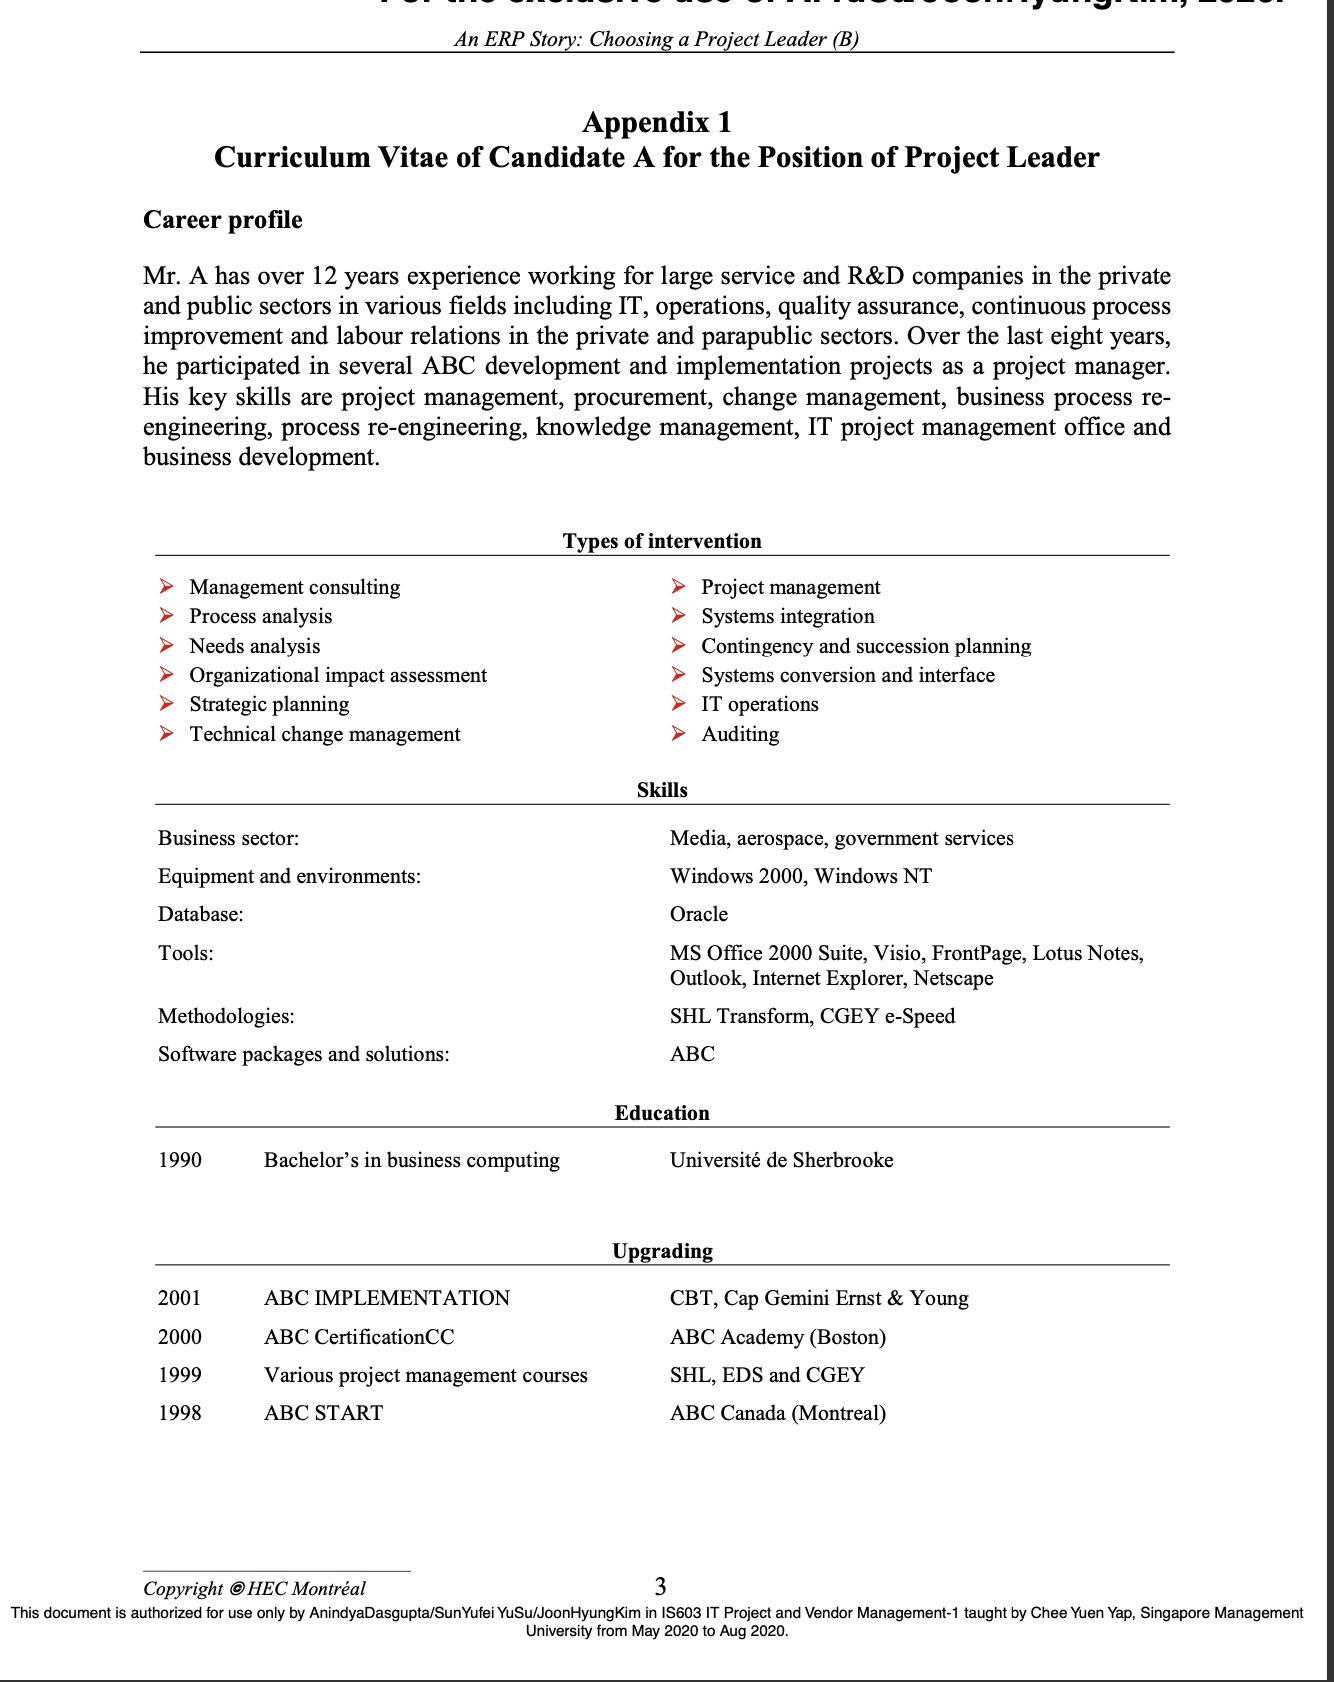 An ERP Story: Choosing a Project Leader (B)
Appendix 1
Curriculum Vitae of Candidate A for the Position of Project Leader
Career profile
Mr. A has over 12 years experience working for large service and R&D companies in the private
and public sectors in various fields including IT, operations, quality assurance, continuous process
improvement and labour relations in the private and parapublic sectors. Over the last eight years,
he participated in several ABC development and implementation projects as a project manager.
His key skills are project management, procurement, change management, business process re-
engineering, process re-engineering, knowledge management, IT project management office and
business development.
Types of intervention
➢ Management consulting
➢ Process analysis
➢ Needs analysis
➢ Organizational impact assessment
➢ Strategic planning
➢ Technical change management
➢ Project management
➢ Systems integration
➢ Contingency and succession planning
➢ Systems conversion and interface
➢ IT operations
➢ Auditing
Skills
Business sector: Media, aerospace, government services
Equipment and environments: Windows 2000, Windows NT
Database: Oracle
Tools: MS Office 2000 Suite, Visio, FrontPage, Lotus Notes,
Outlook, Internet Explorer, Netscape
Methodologies: SHL Transform, CGEY e-Speed
Software packages and solutions: ABC
Education
1990 Bachelor’s in business computing Université de Sherbrooke
Upgrading
2001 ABC IMPLEMENTATION CBT, Cap Gemini Ernst & Young
2000 ABC CertificationCC ABC Academy (Boston)
1999 Various project management courses SHL, EDS and CGEY
1998 ABC START ABC Canada (Montreal)
Copyright © HEC Montréal 3
This document is authorized for use only by AnindyaDasgupta/SunYufei YuSu/JoonHyungKim in IS603 IT Project and Vendor Management-1 taught by Chee Yuen Yap, Singapore Management
University from May 2020 to Aug 2020.